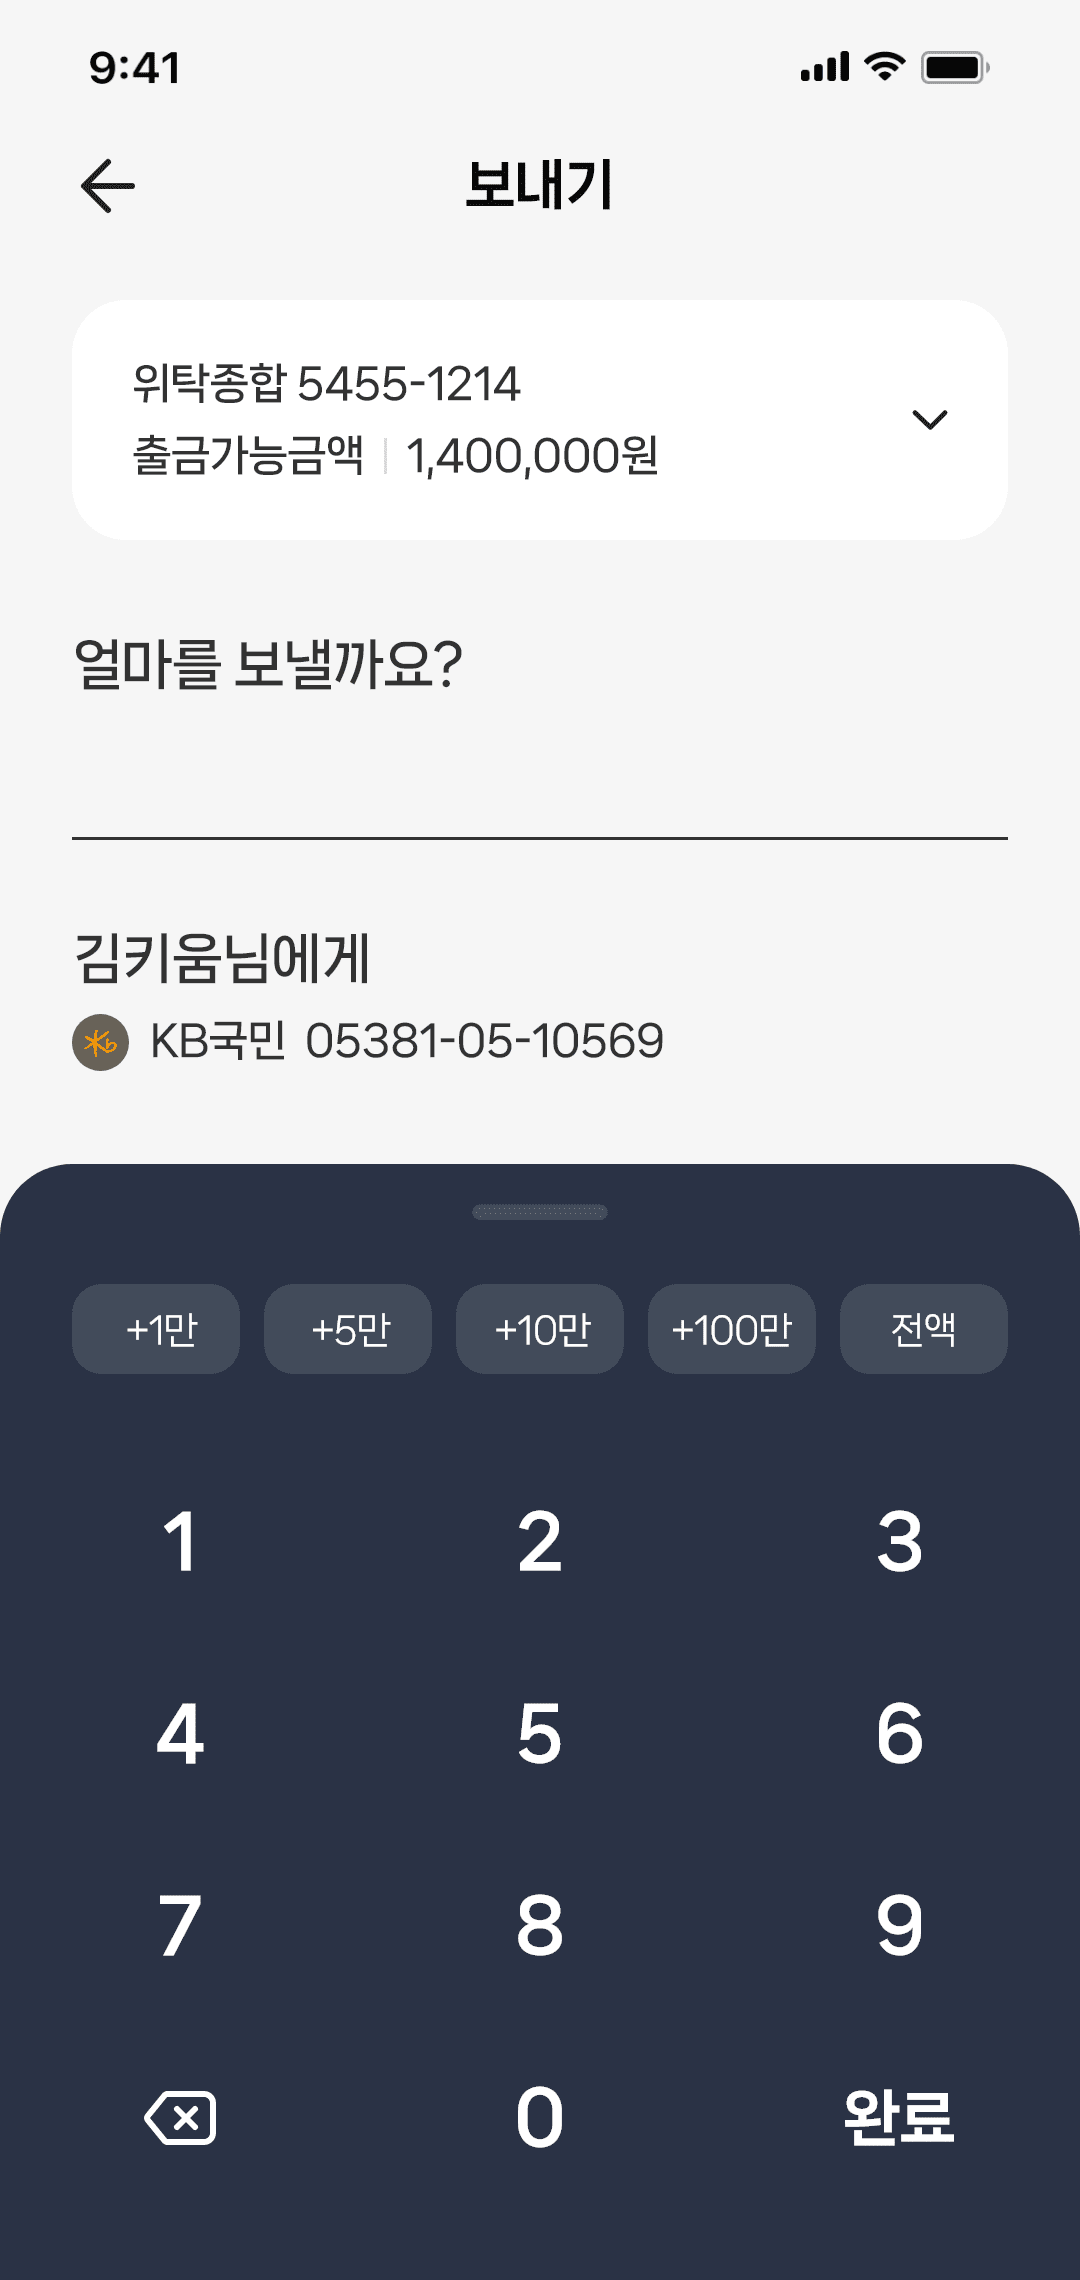 9:41
보내기
위탁종합 5455-1214
출금가능금액 | 1,400,000원
얼마를 보낼까요?
김키움님에게
KB국민 05381-05-10569
+1만 +5만 +10만 +100만 전액
1 2 3
4 5 6
7 8 9
0 완료